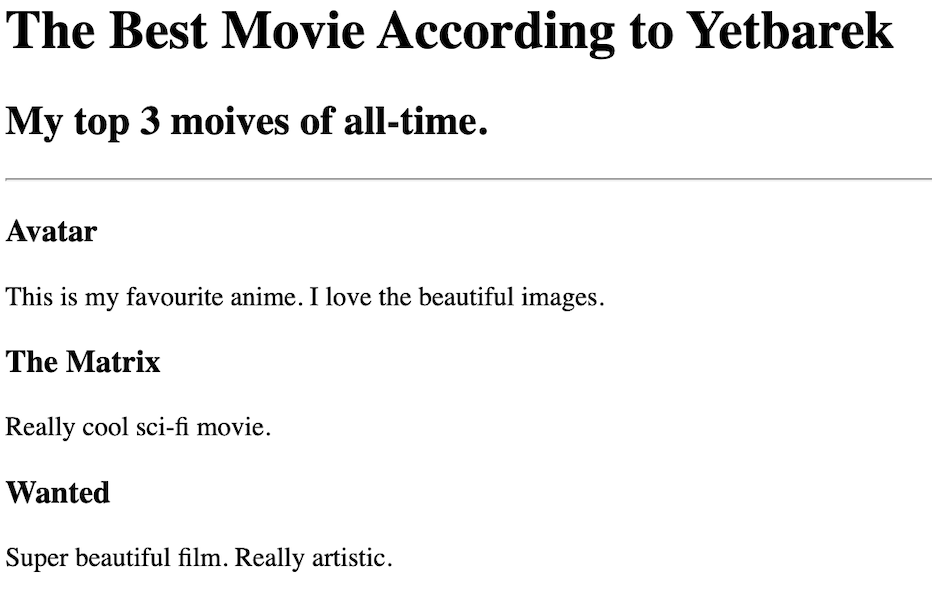 The Best Movie According to Yetbarek
My top 3 moives of all-time.
Avatar
This is my favourite anime. I love the beautiful images.
The Matrix
Really cool sci-fi movie.
Wanted
Super beautiful film. Really artistic.